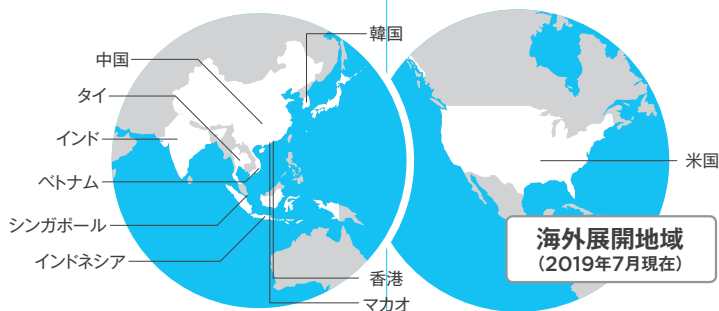 韓国
中国
タイ
インド
ベトナム
シンガポール
インドネシア
香港
マカオ
米国
海外展開地域
（2019年7月現在）